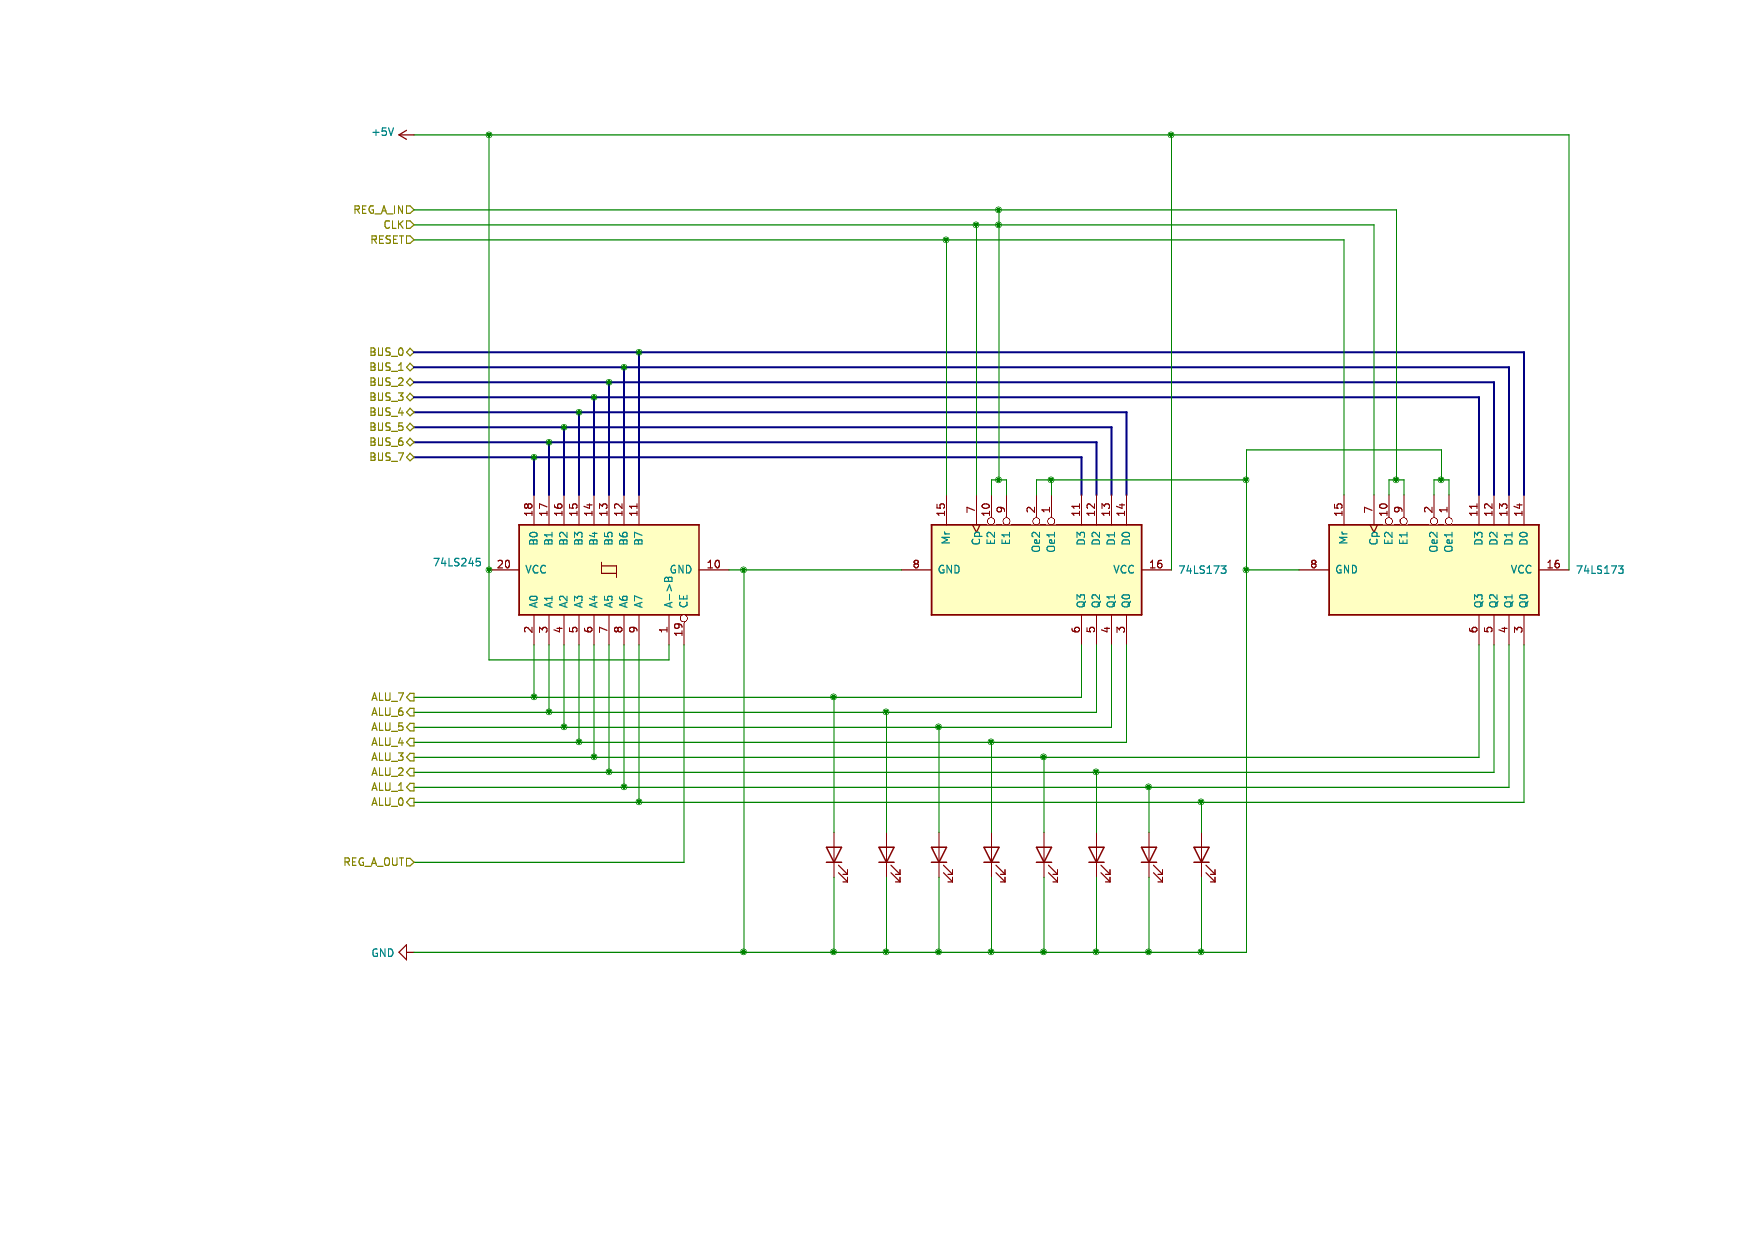 +5V
REG_A_IN
CLK
RESET
BUS_0
BUS_1
BUS_2
BUS_3
BUS_4
BUS_5
BUS_6
BUS_7
18 17 16 15 14 13 12 11
B0 B1 B2 B3 B4 B5 B6 B7
74LS245
20 VCC GND 10
A0 A1 A2 A3 A4 A5 A6 A7 A->B CE
2 3 4 5 6 7 8 9 1 19
15 7 10 9 2 1 11 12 13 14
Mr Cp E2 E1 Oe2 Oe1 D3 D2 D1 D0
8 GND VCC 16 74LS173
Q3 Q2 Q1 Q0
6 5 4 3
15 7 10 9 2 1 11 12 13 14
Mr Cp E2 E1 Oe2 Oe1 D3 D2 D1 D0
8 GND VCC 16 74LS173
Q3 Q2 Q1 Q0
6 5 4 3
ALU_7
ALU_6
ALU_5
ALU_4
ALU_3
ALU_2
ALU_1
ALU_0
REG_A_OUT
GND